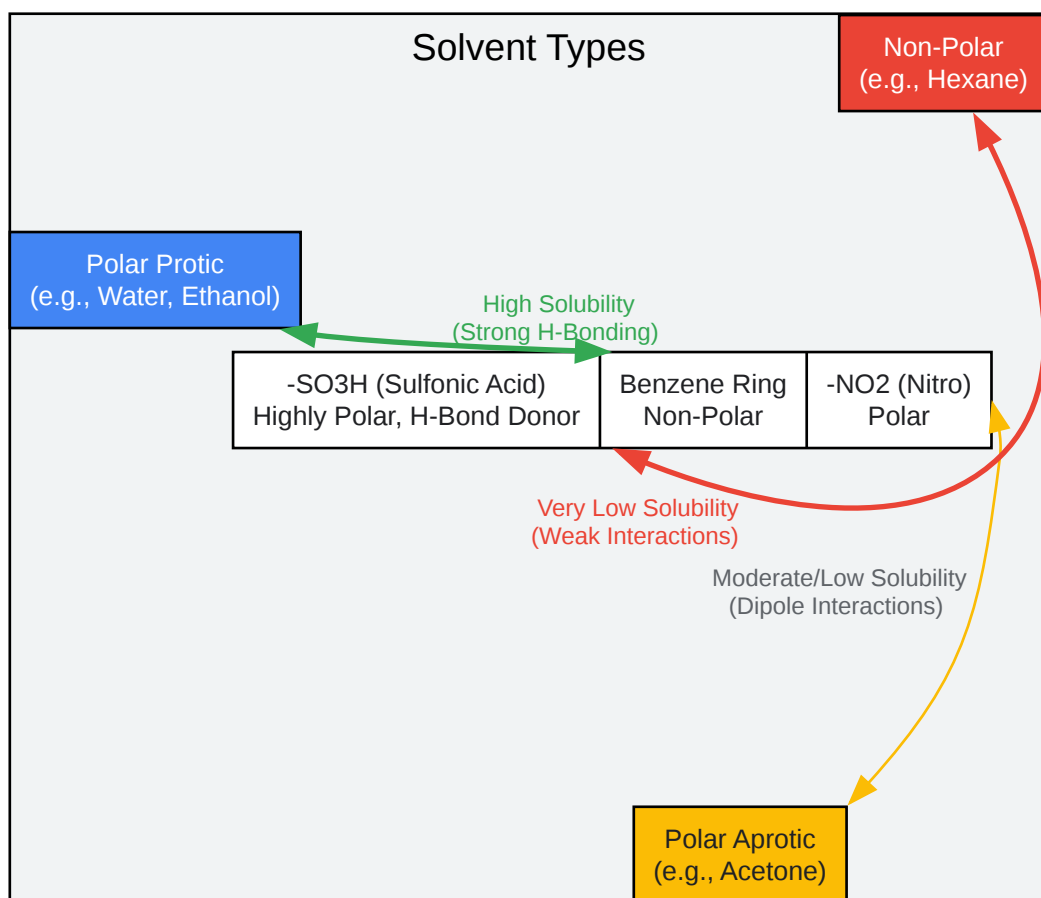 Solvent Types
Non-Polar
(e.g., Hexane)
Polar Protic
(e.g., Water, Ethanol)
High Solubility
(Strong H-Bonding)
-SO3H (Sulfonic Acid)
Highly Polar, H-Bond Donor
Benzene Ring
Non-Polar
-NO2 (Nitro)
Polar
Very Low Solubility
(Weak Interactions)
Moderate/Low Solubility
(Dipole Interactions)
Polar Aprotic
(e.g., Acetone)